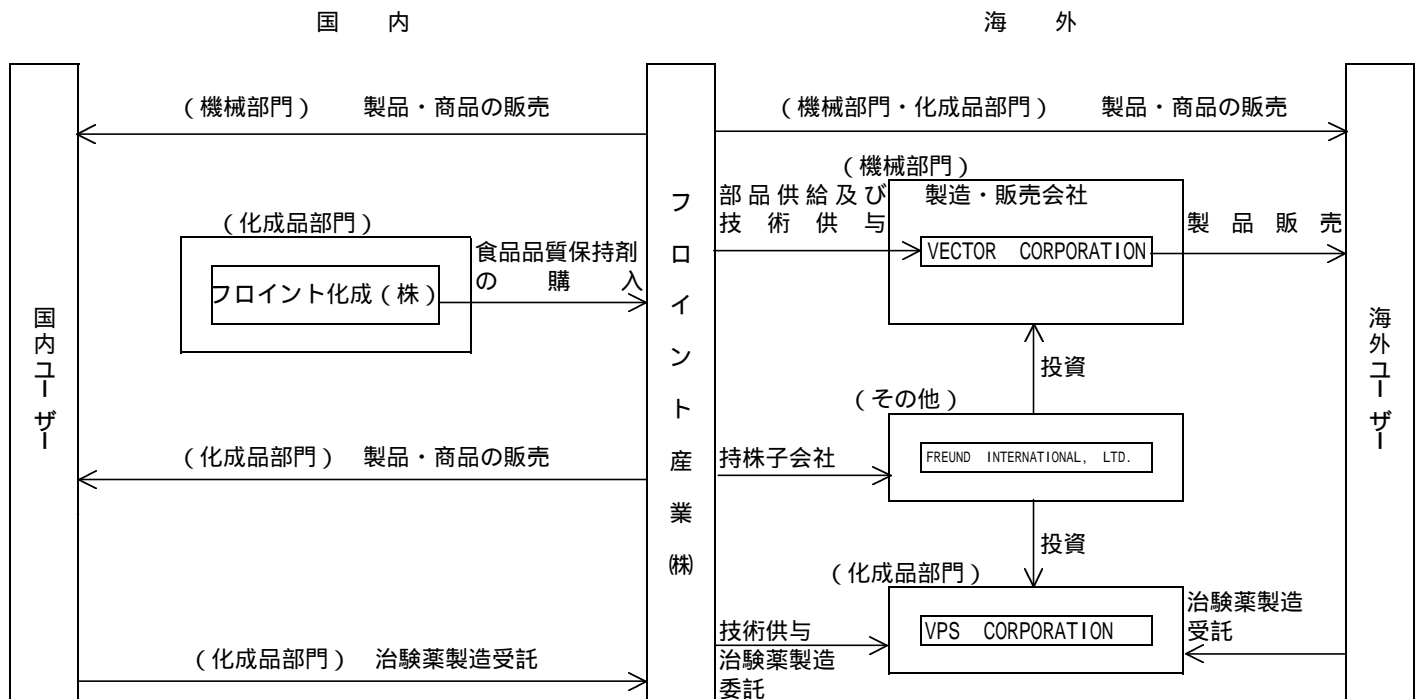 国 内
海 外
国内ユーザー
（機械部門） 製品・商品の販売
（化成品部門）
フロイント化成（株）
食品品質保持剤
の購入
（化成品部門） 製品・商品の販売
（化成品部門） 治験薬製造受託
フロイント産業㈱
（機械部門・化成品部門） 製品・商品の販売
（機械部門）
部品供給及び
技術供与
製造・販売会社
VECTOR CORPORATION
製品販売
投資
（その他）
持株子会社
FREUND INTERNATIONAL, LTD.
投資
（化成品部門）
技術供与
治験薬製造
委託
VPS CORPORATION
治験薬製造
受託
海外ユーザー